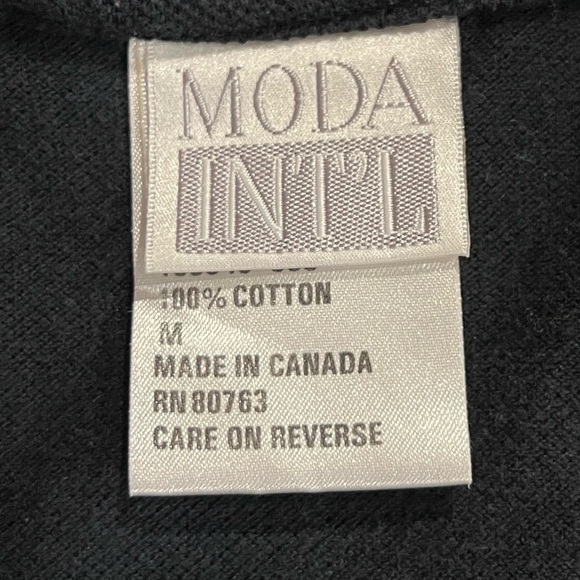 MODA
INT'L
100% COTTON
M
MADE IN CANADA
RN 80763
CARE ON REVERSE